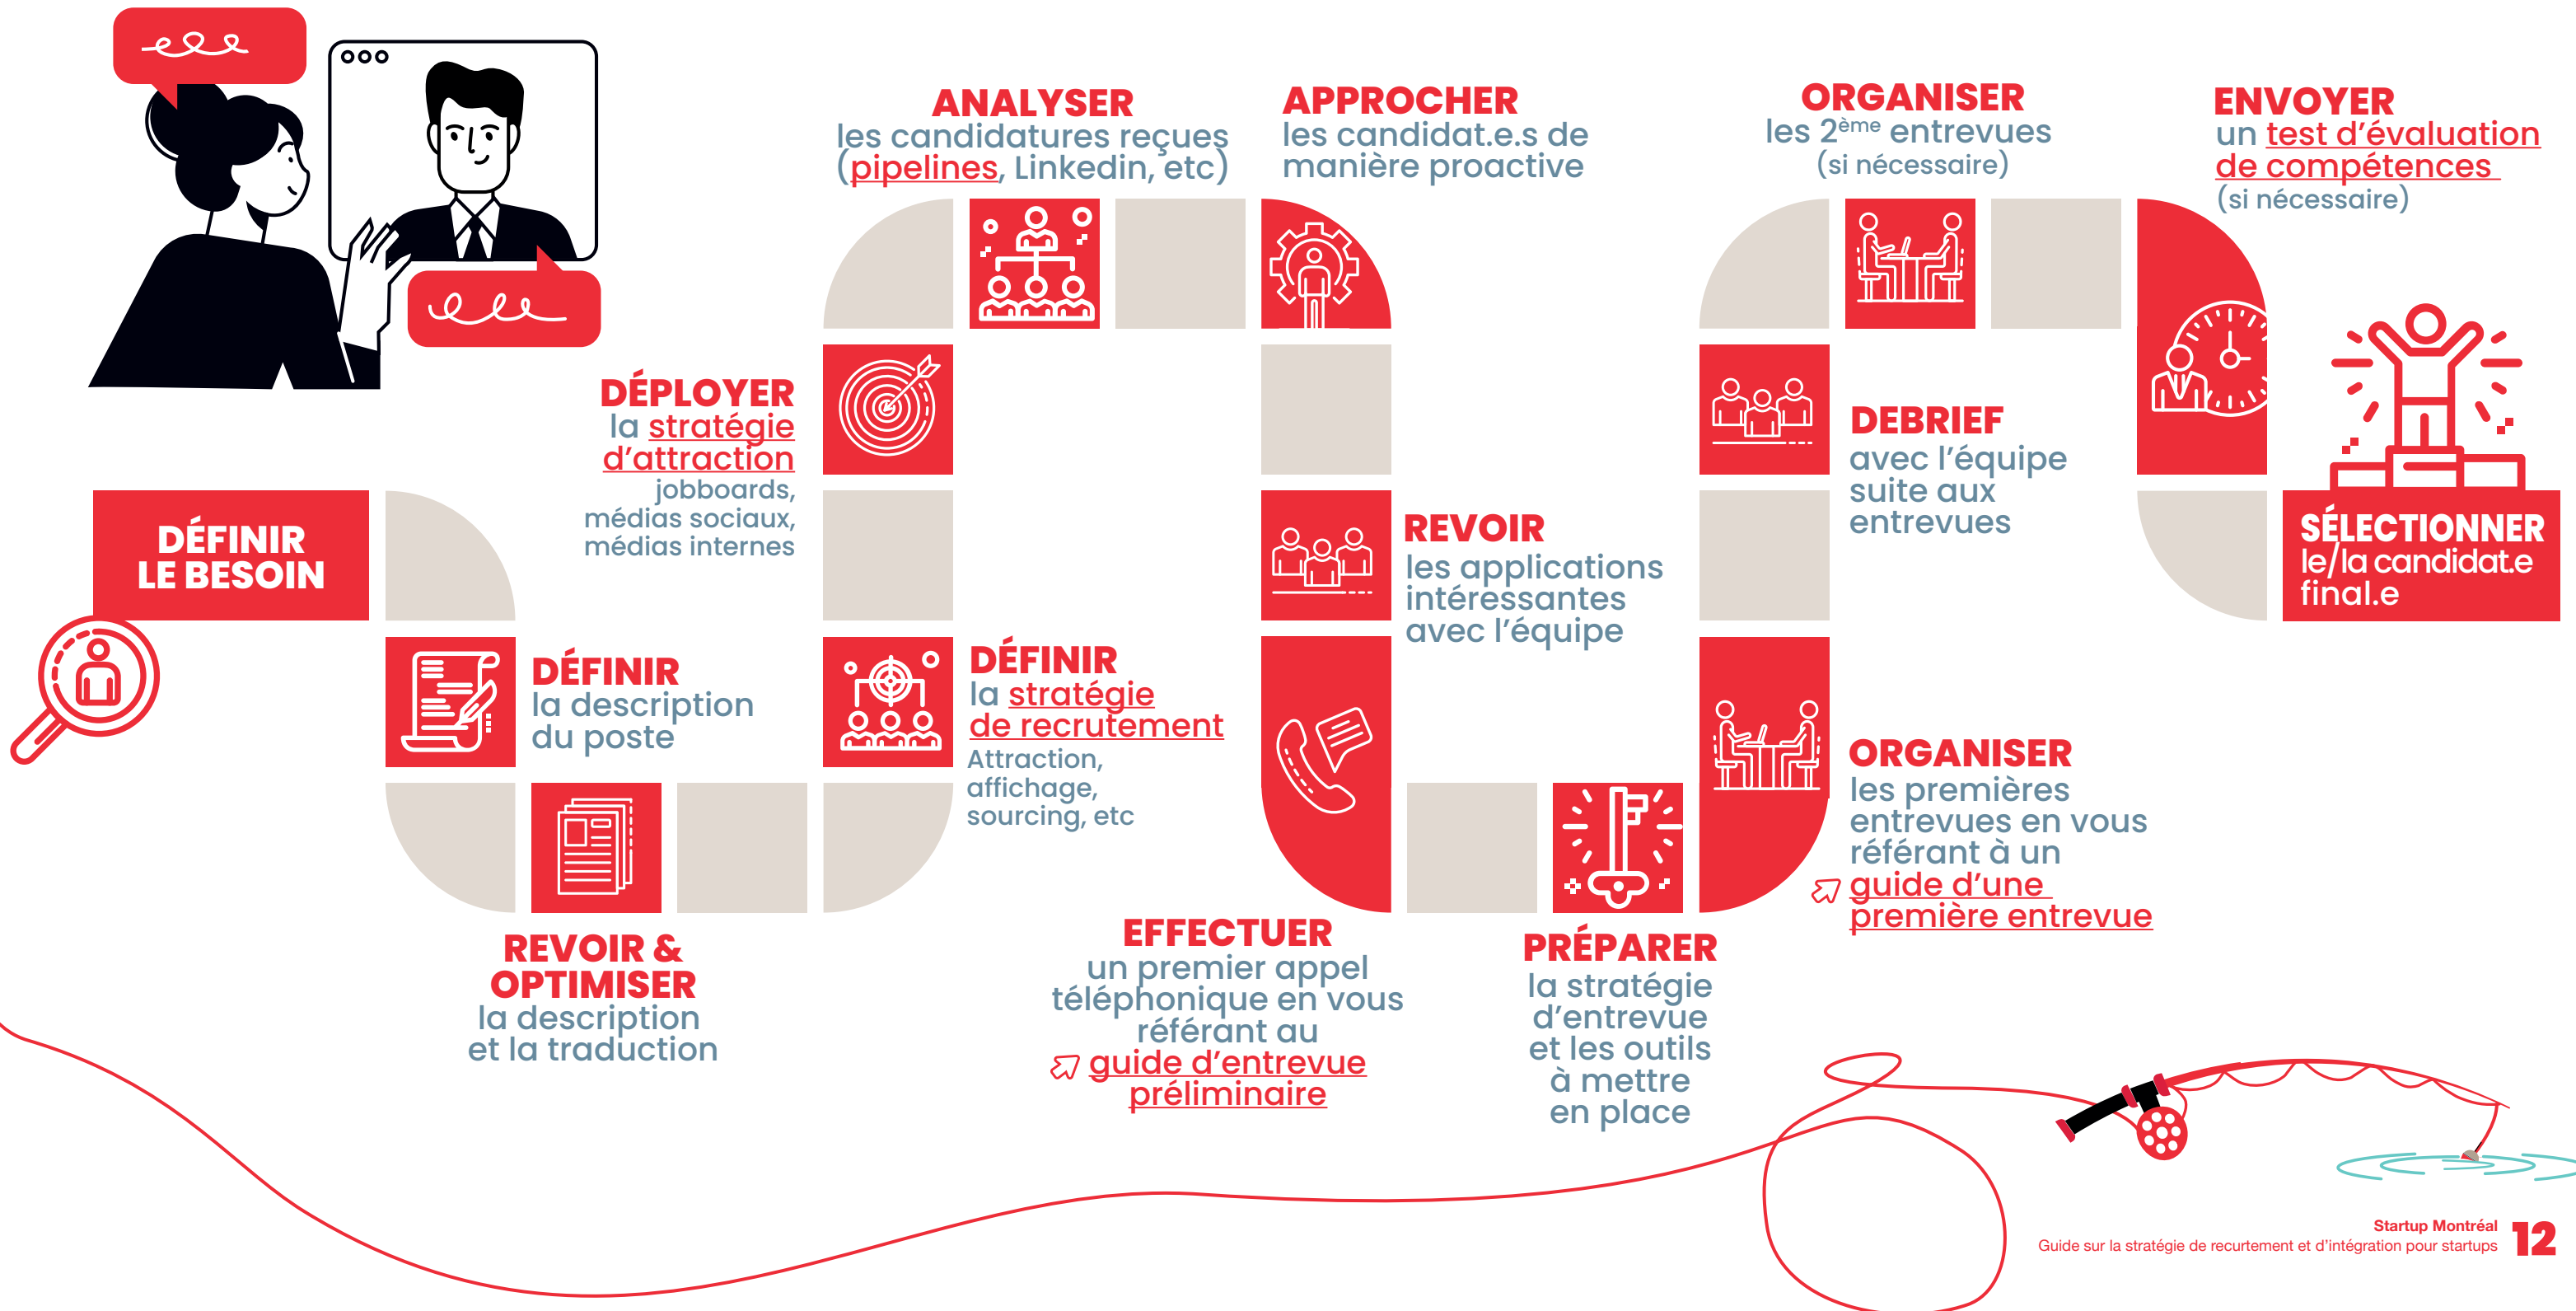 DÉFINIR
LE BESOIN
DÉFINIR
la description
du poste
REVOIR &
OPTIMISER
la description
et la traduction
DÉFINIR
la stratégie
de recrutement
Attraction,
affichage,
sourcing, etc
DÉPLOYER
la stratégie
d'attraction
jobboards,
médias sociaux,
médias internes
ANALYSER
les candidatures reçues
(pipelines, Linkedin, etc)
APPROCHER
les candidat.e.s de
manière proactive
REVOIR
les applications
intéressantes
avec l'équipe
EFFECTUER
un premier appel
téléphonique en vous
référant au
guide d'entrevue
préliminaire
PRÉPARER
la stratégie
d'entrevue
et les outils
à mettre
en place
ORGANISER
les premières
entrevues en vous
référant à un
guide d'une
première entrevue
DEBRIEF
avec l'équipe
suite aux
entrevues
ORGANISER
les 2ème entrevues
(si nécessaire)
ENVOYER
un test d'évaluation
de compétences
(si nécessaire)
SÉLECTIONNER
le/la candidat.e
final.e
Startup Montréal
Guide sur la stratégie de recurtement et d'intégration pour startups
12